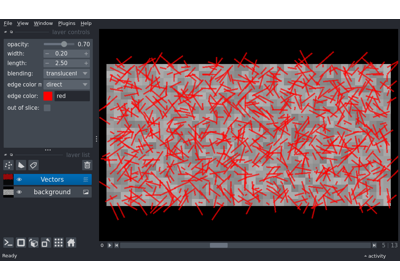 File View Window Plugins Help
layer controls
opacity: 0.70
width: 0.20
length: 2.50
blending: translucent
edge color m direct
edge color: red
out of slice:
layer list
Vectors
background
0 5 13
Ready activity